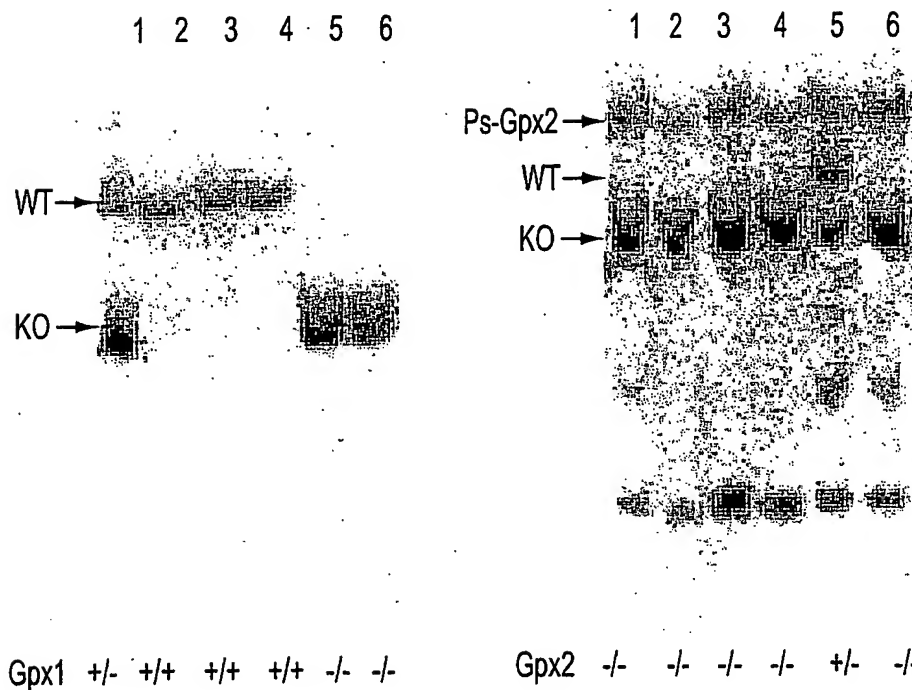 1 2 3 4 5 6
WT
KO
Gpx1 +/- +/+ +/+ +/+ -/- -/-
1 2 3 4 5 6
Ps-Gpx2
WT
KO
Gpx2 -/- -/- -/- -/- +/- -/-